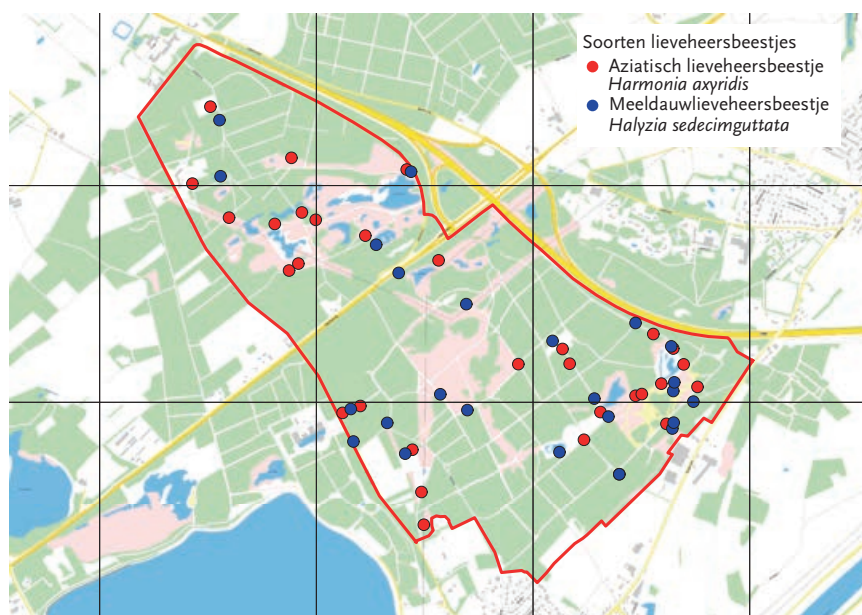 Soorten lieveheersbeestjes
Aziatisch lieveheersbeestje
Harmonia axyridis
Meeldauwlieveheersbeestje
Halyzia sedecimguttata